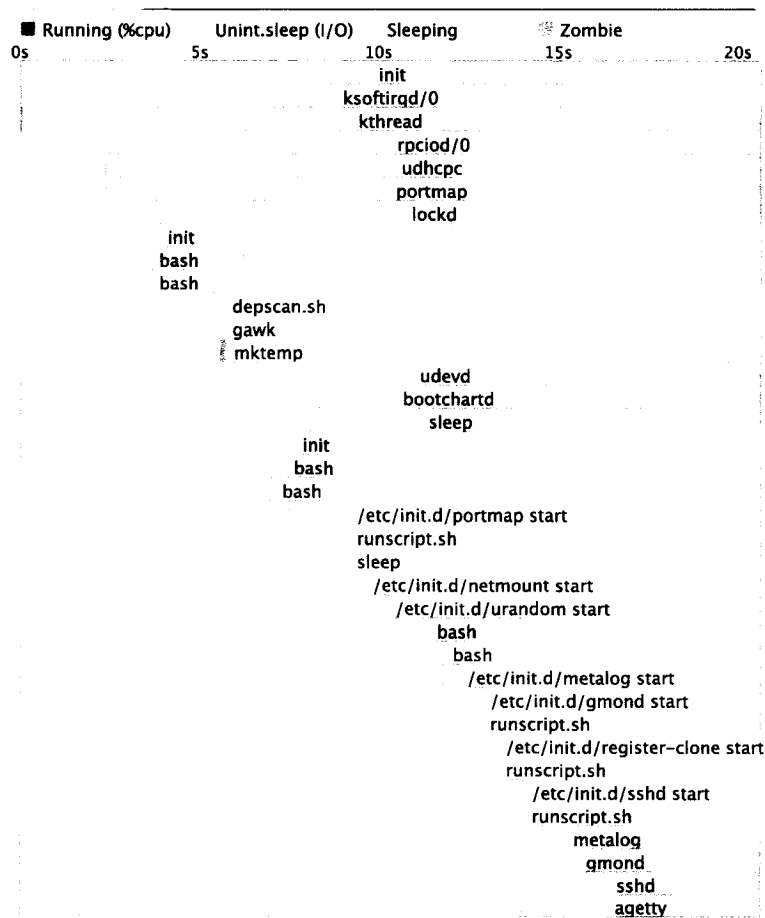 Running (%cpu) Unint.sleep (I/O) Sleeping Zombie
0s 5s 10s 15s 20s
init
ksoftirqd/0
kthread
rpciod/0
udhcpc
portmap
lockd
init
bash
bash
depscan.sh
gawk
mktemp
udevd
bootchartd
sleep
init
bash
bash
/etc/init.d/portmap start
runscript.sh
sleep
/etc/init.d/netmount start
/etc/init.d/urandom start
bash
bash
/etc/init.d/metalog start
/etc/init.d/gmond start
runscript.sh
/etc/init.d/register-clone start
runscript.sh
/etc/init.d/sshd start
runscript.sh
metalog
gmond
sshd
agetty